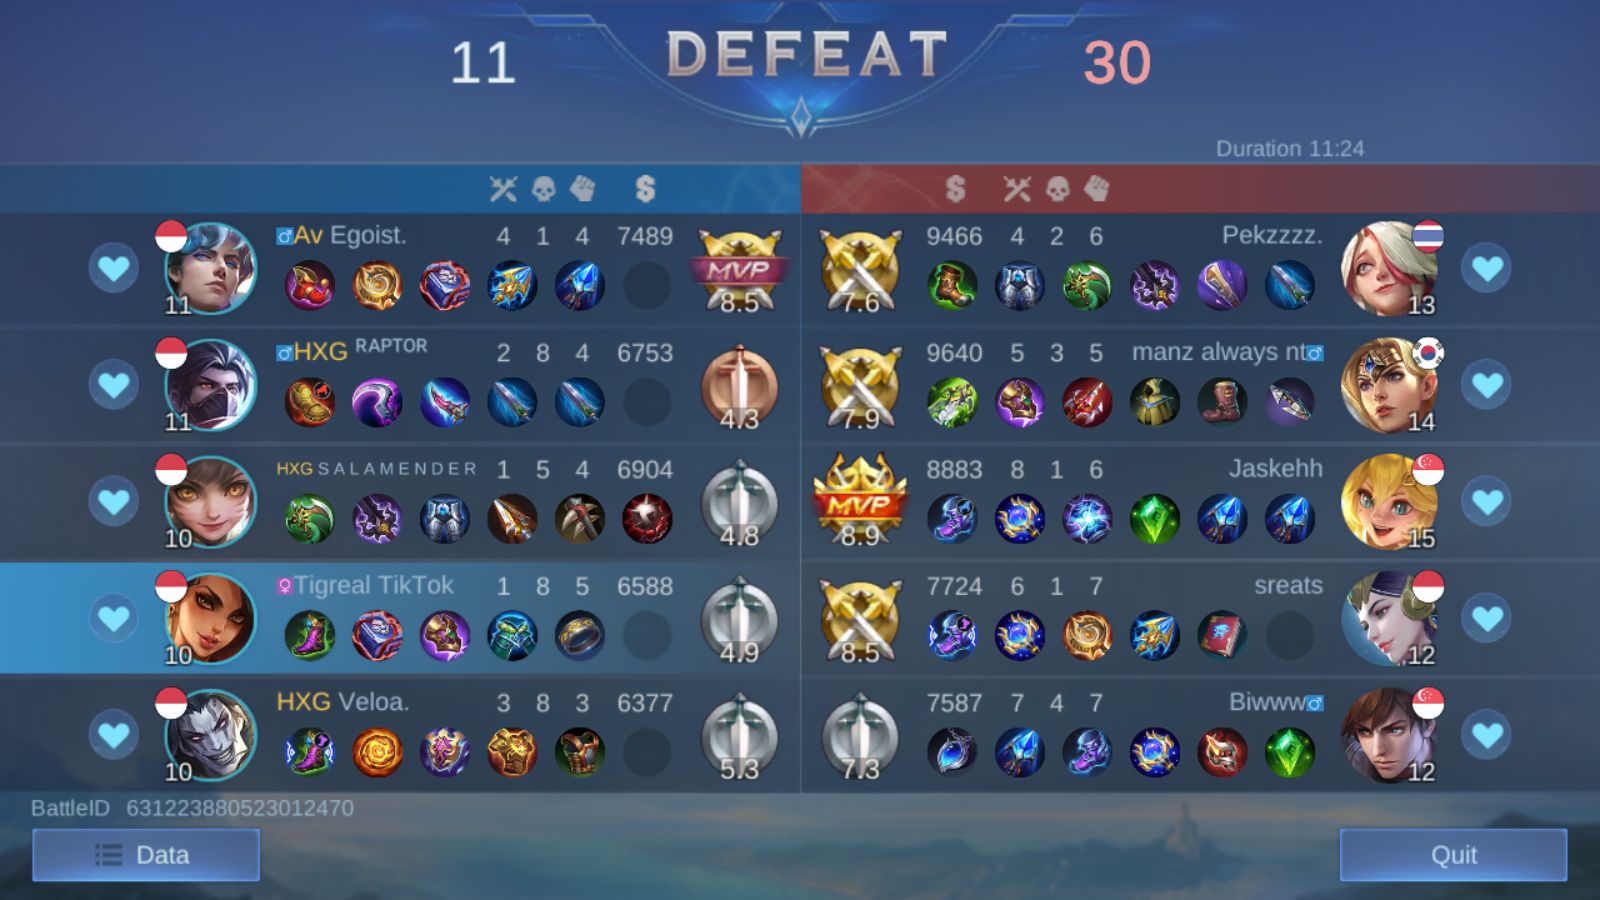 11 DEFEAT 30
Duration 11:24
Av Egoist. 4 1 4 7489
11 MVP 8.5
9466 4 2 6 Pekzzzz.
7.6 13
HXG RAPTOR 2 8 4 6753
11 4.3
9640 5 3 5 manz always nt
7.9 14
HXG SALAMENDER 1 5 4 6904
10 4.8
8883 8 1 6 Jaskehh
MVP 8.9 15
Tigreal TikTok 1 8 5 6588
10 4.9
7724 6 1 7 sreats
8.5 12
HXG Veloa. 3 8 3 6377
10 5.3
7587 7 4 7 Biwww
7.3 12
BattleID 631223880523012470
Data
Quit